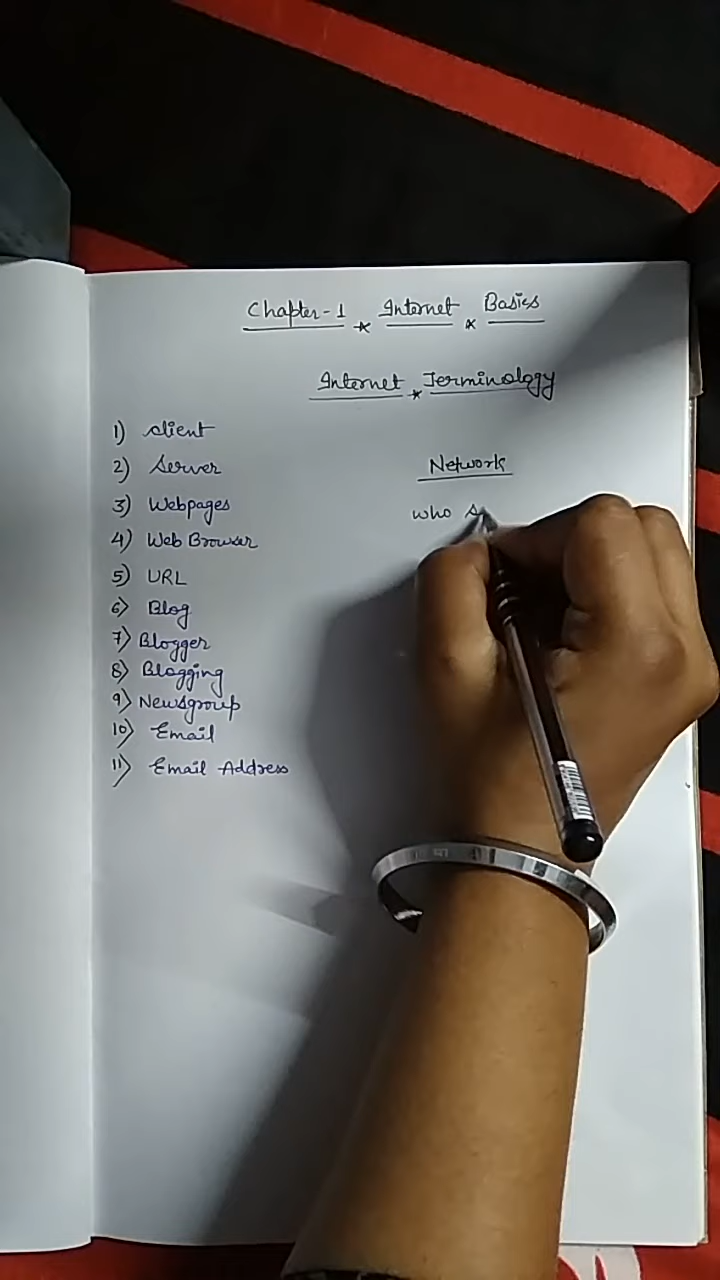 Chapter-1 Internet Basics
Internet Terminology
1) Client
2) Server
3) Webpages
4) Web Browser
5) URL
6) Blog
7) Blogger
8) Blogging
9) Newsgroup
10) Email
11) Email Address
Network
who